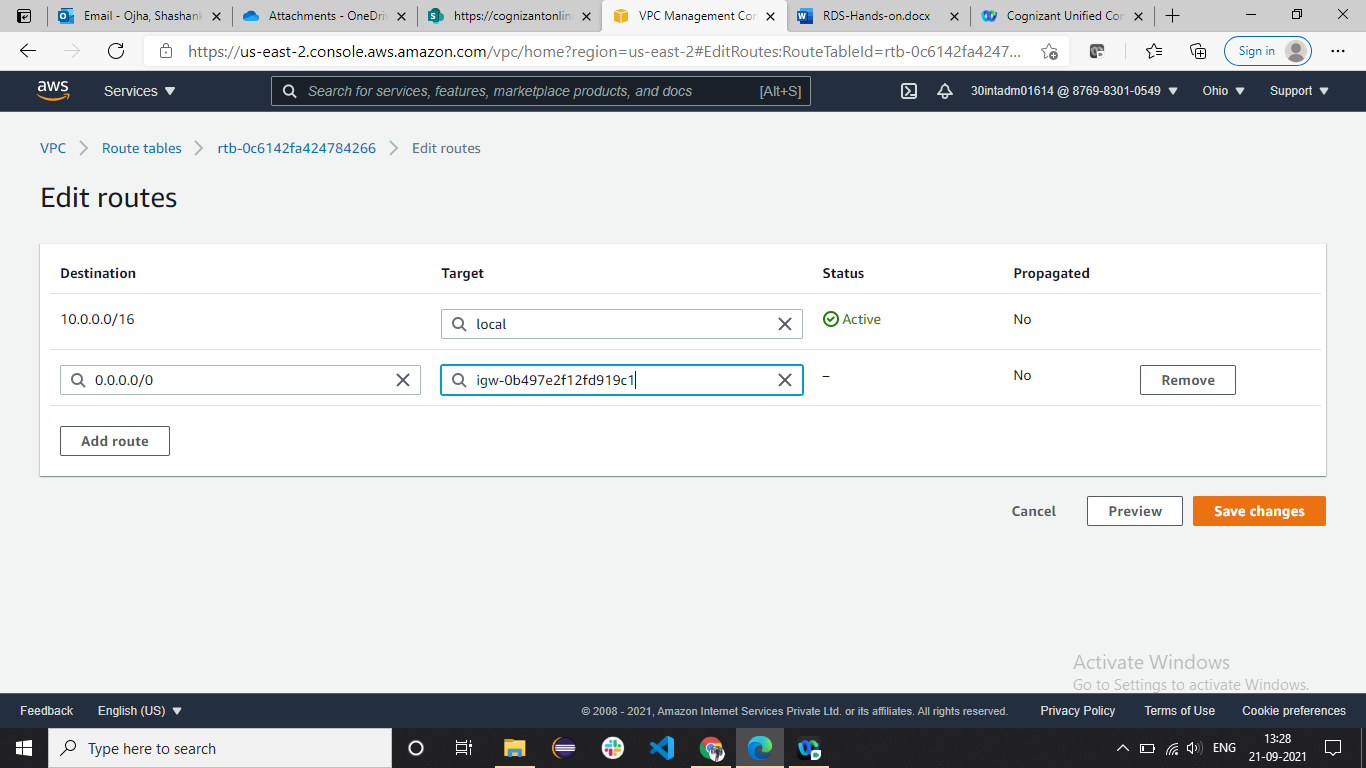 Email - Ojha, Shashank
Attachments - OneDri
https://cognizantonlin
VPC Management Con
RDS-Hands-on.docx
Cognizant Unified Con
https://us-east-2.console.aws.amazon.com/vpc/home?region=us-east-2#EditRoutes:RouteTableId=rtb-0c6142fa4247...
Sign in
aws
Services
Search for services, features, marketplace products, and docs
[Alt+S]
30intadm01614 @ 8769-8301-0549
Ohio
Support
VPC
Route tables
rtb-0c6142fa424784266
Edit routes
Edit routes
Destination
Target
Status
Propagated
10.0.0.0/16
local
Active
No
0.0.0.0/0
igw-0b497e2f12fd919c1
–
No
Remove
Add route
Cancel
Preview
Save changes
Activate Windows
Go to Settings to activate Windows.
Feedback
English (US)
© 2008 - 2021, Amazon Internet Services Private Ltd. or its affiliates. All rights reserved.
Privacy Policy
Terms of Use
Cookie preferences
Type here to search
ENG
13:28
21-09-2021